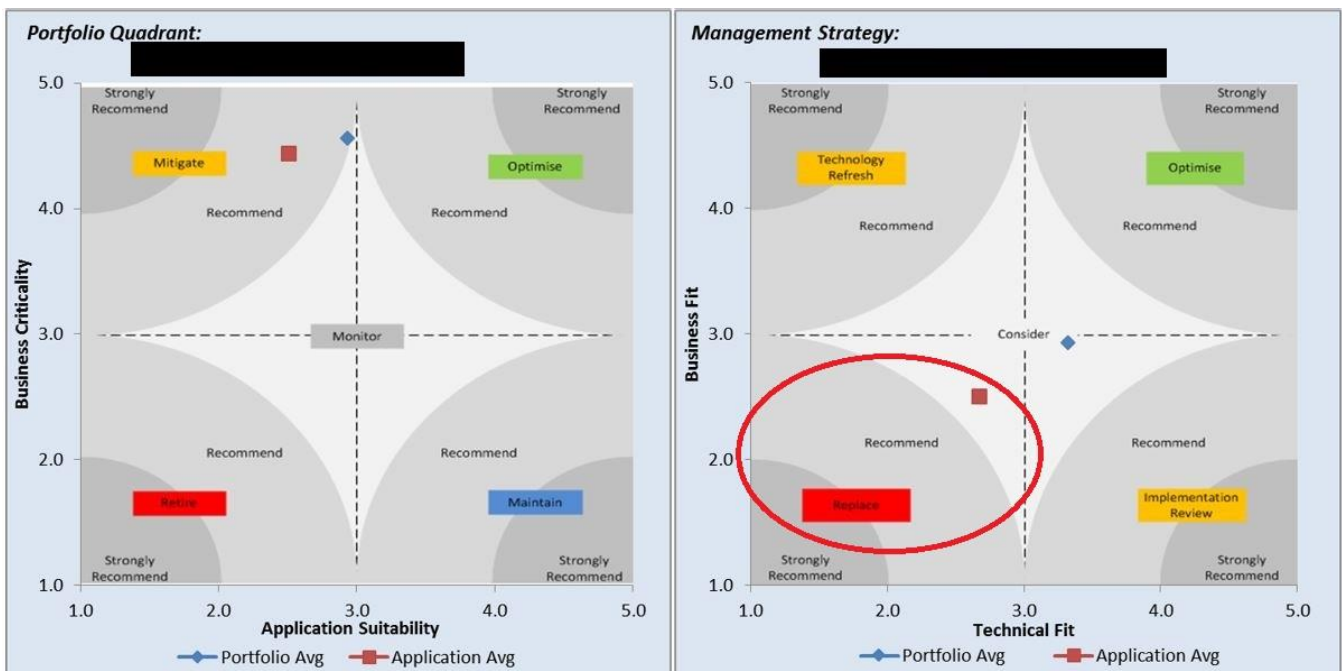 Portfolio Quadrant:
5.0
4.0
3.0
2.0
1.0
Business Criticality
Strongly
Recommend
Mitigate
Recommend
Strongly
Recommend
Optimise
Recommend
Monitor
Recommend
Retire
Strongly
Recommend
Recommend
Maintain
Strongly
Recommend
1.0
2.0
3.0
4.0
5.0
Application Suitability
Portfolio Avg
Application Avg
Management Strategy:
5.0
4.0
3.0
2.0
1.0
Business Fit
Strongly
Recommend
Technology
Refresh
Recommend
Strongly
Recommend
Optimise
Recommend
Consider
Recommend
Replace
Strongly
Recommend
Recommend
Implementation
Review
Strongly
Recommend
1.0
2.0
3.0
4.0
5.0
Technical Fit
Portfolio Avg
Application Avg